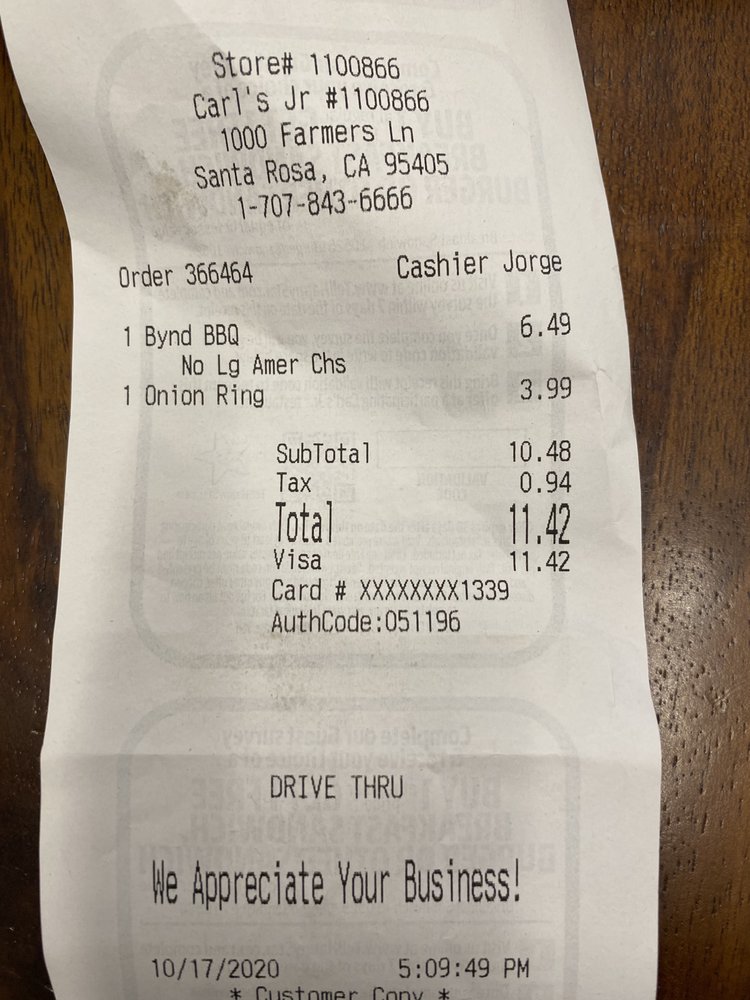 Store# 1100866
Carl's Jr #1100866
1000 Farmers Ln
Santa Rosa, CA 95405
1-707-843-6666
Order 366464 Cashier Jorge
1 Bynd BBQ 6.49
No Lg Amer Chs
1 Onion Ring 3.99
SubTotal 10.48
Tax 0.94
Total 11.42
Visa 11.42
Card # XXXXXXXX1339
AuthCode:051196
DRIVE THRU
We Appreciate Your Business!
10/17/2020 5:09:49 PM
* Customer Copy *